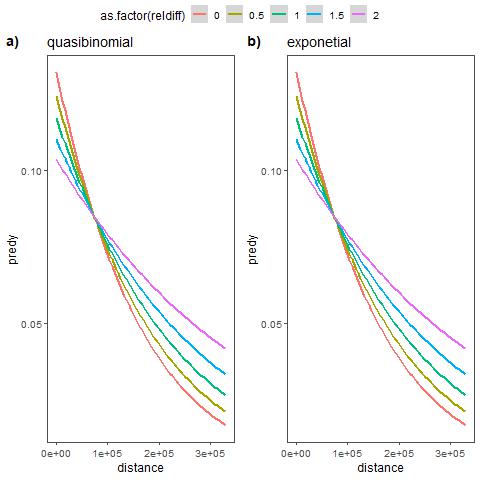 as.factor(reldiff) 0 0.5 1 1.5 2
a) quasibinomial
b) exponetial
predy
0.10
0.05
0e+00 1e+05 2e+05 3e+05
distance
predy
0.10
0.05
0e+00 1e+05 2e+05 3e+05
distance